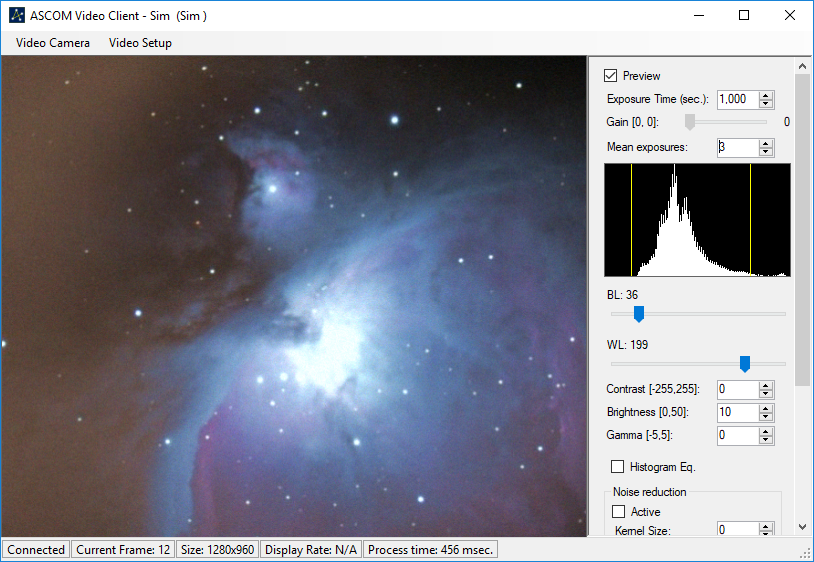 ASCOM Video Client - Sim (Sim )
Video Camera Video Setup
Preview
Exposure Time (sec.): 1,000
Gain [0, 0]: 0
Mean exposures: 3
BL: 36
WL: 199
Contrast [-255,255]: 0
Brightness [0,50]: 10
Gamma [-5,5]: 0
Histogram Eq.
Noise reduction
Active
Kernel Size: 0
Connected Current Frame: 12 Size: 1280x960 Display Rate: N/A Process time: 456 msec.